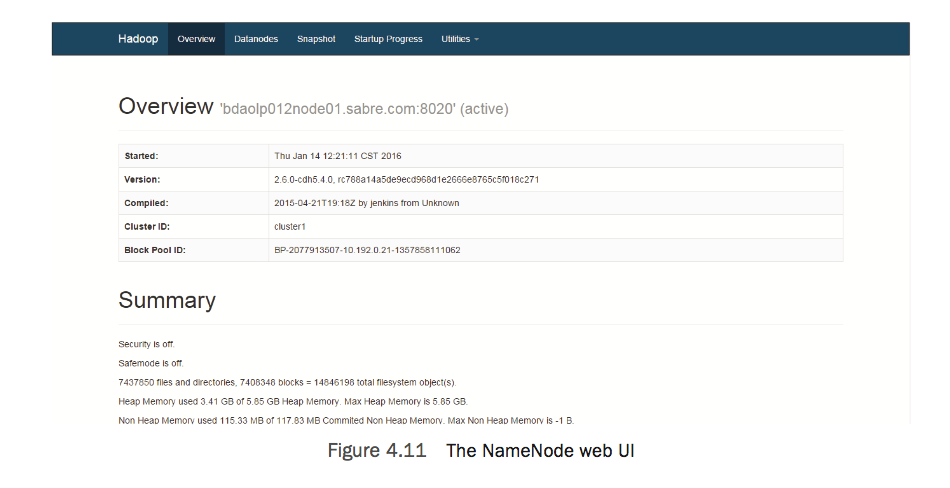 Hadoop Overview Datanodes Snapshot Startup Progress Utilities
Overview 'bdaolp012node01.sabre.com:8020' (active)
Started: Thu Jan 14 12:21:11 CST 2016
Version: 2.6.0-cdh5.4.0, rc788a14a5de9ecd968d1e2666e8765c5f018c271
Compiled: 2015-04-21T19:18Z by jenkins from Unknown
Cluster ID: cluster1
Block Pool ID: BP-2077913507-10.192.0.21-1357858111062
Summary
Security is off.
Safemode is off.
7437850 files and directories, 7408348 blocks = 14846198 total filesystem object(s).
Heap Memory used 3.41 GB of 5.85 GB Heap Memory. Max Heap Memory is 5.85 GB.
Non Heap Memory used 115.33 MB of 117.83 MB Commited Non Heap Memory. Max Non Heap Memory is -1 B.
Figure 4.11 The NameNode web UI